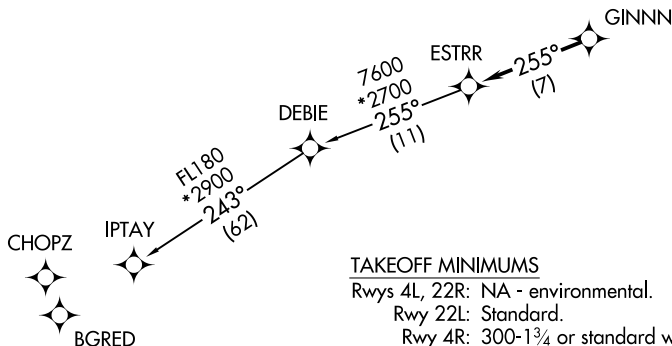 GINNN
255°
(7)
ESTRR
7600
*2700
255°
(11)
DEBIE
FL180
*2900
243°
(62)
IPTAY
CHOPZ
BGRED
TAKEOFF MINIMUMS
Rwys 4L, 22R: NA - environmental.
Rwy 22L: Standard.
Rwy 4R: 300-1¾ or standard w